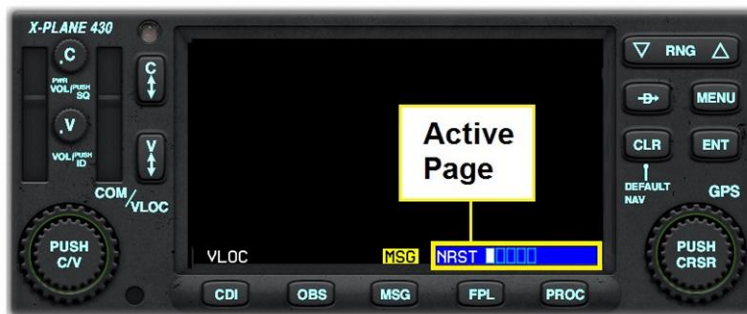 X-PLANE 430
.C
PWR
VOL/PUSH
SQ
C
.V
VOL/PUSH
ID
V
COM/VLOC
PUSH
C/V
Active
Page
VLOC
MSG
NRST
CDI
OBS
MSG
FPL
PROC
RNG
D
MENU
CLR
ENT
DEFAULT
NAV
GPS
PUSH
CRSR